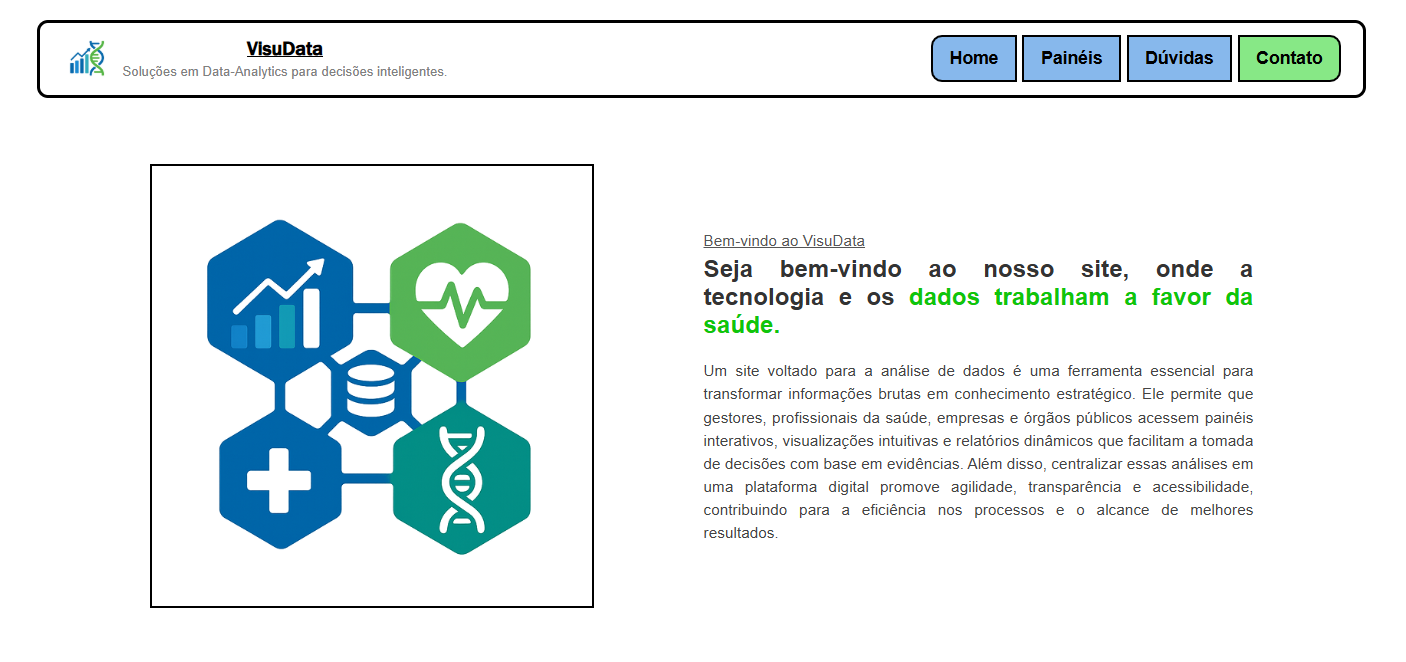 VisuData
Soluções em Data-Analytics para decisões inteligentes.
Home
Painéis
Dúvidas
Contato
Bem-vindo ao VisuData
Seja bem-vindo ao nosso site, onde a
tecnologia e os dados trabalham a favor da
saúde.
Um site voltado para a análise de dados é uma ferramenta essencial para
transformar informações brutas em conhecimento estratégico. Ele permite que
gestores, profissionais da saúde, empresas e órgãos públicos acessem painéis
interativos, visualizações intuitivas e relatórios dinâmicos que facilitam a tomada
de decisões com base em evidências. Além disso, centralizar essas análises em
uma plataforma digital promove agilidade, transparência e acessibilidade,
contribuindo para a eficiência nos processos e o alcance de melhores
resultados.